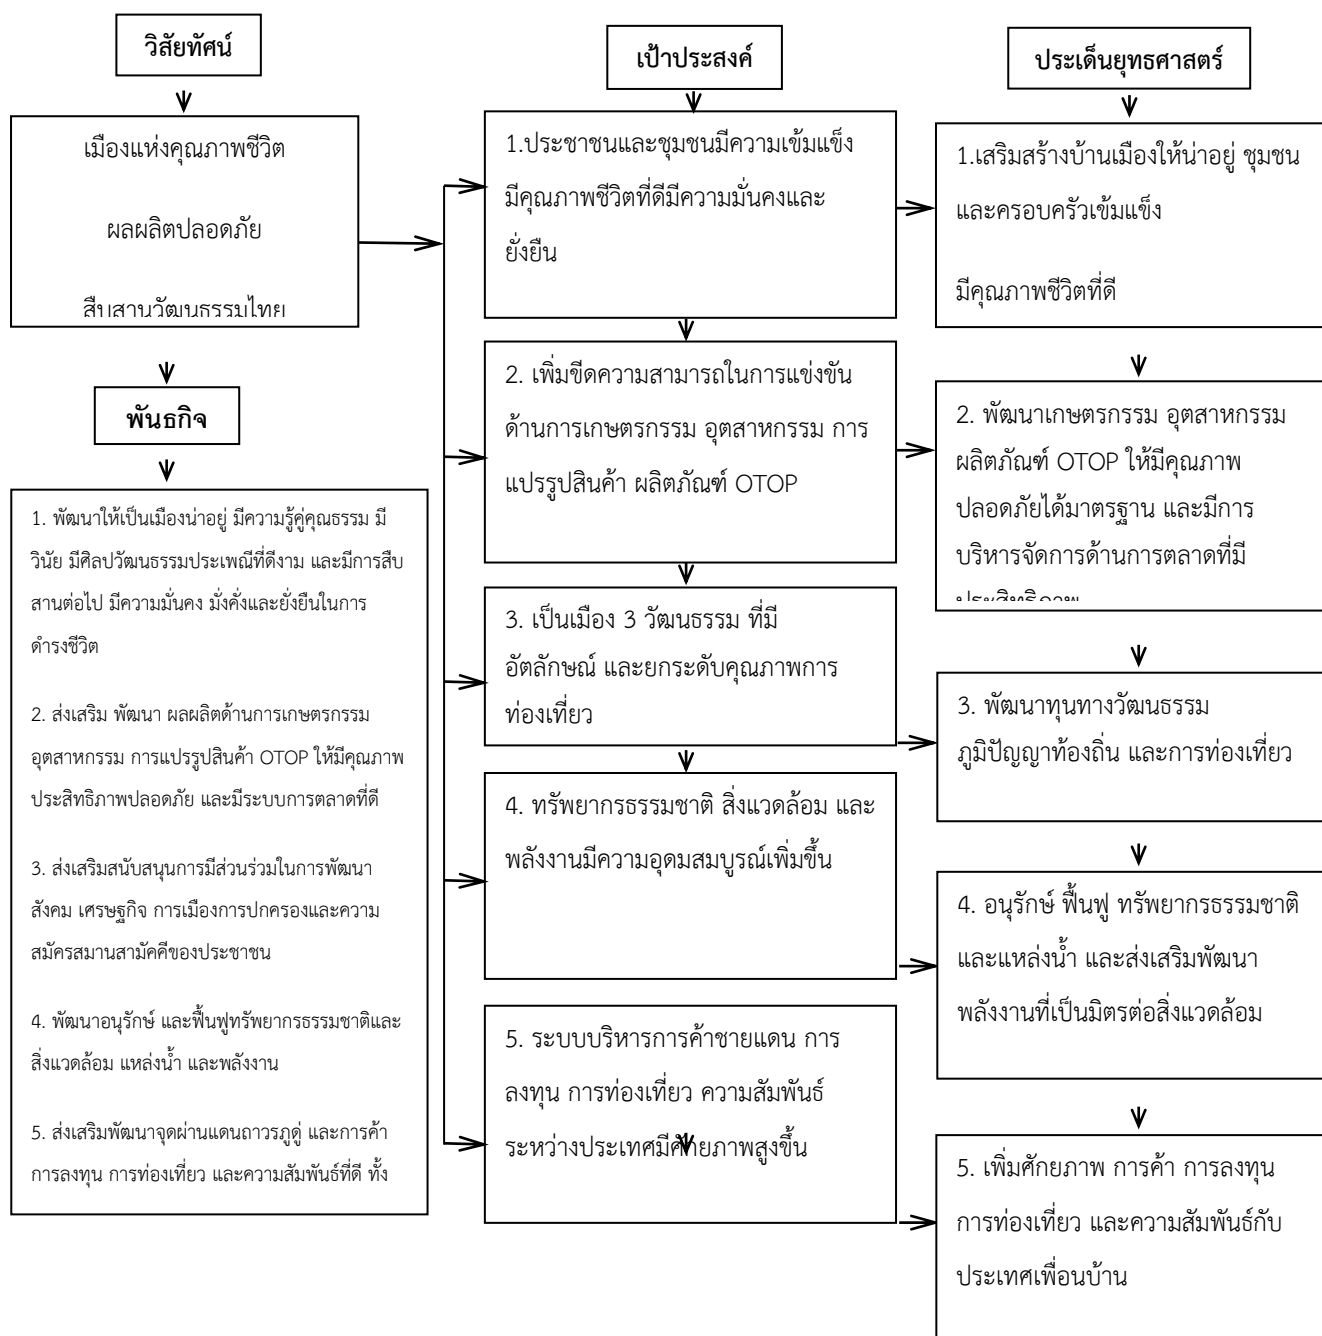 วิสัยทัศน์
เมืองแห่งคุณภาพชีวิต
ผลผลิตปลอดภัย
สืบสานวัฒนธรรมไทย
พันธกิจ
1. พัฒนาให้เป็นเมืองน่าอยู่ มีความรู้คู่คุณธรรม มี
วินัย มีศิลปวัฒนธรรมประเพณีที่ดีงาม และมีการสืบ
สานต่อไป มีความมั่นคง มั่งคั่งและยั่งยืนในการ
ดำรงชีวิต
2. ส่งเสริม พัฒนา ผลผลิตด้านการเกษตรกรรม
อุตสาหกรรม การแปรรูปสินค้า OTOP ให้มีคุณภาพ
ประสิทธิภาพปลอดภัย และมีระบบการตลาดที่ดี
3. ส่งเสริมสนับสนุนการมีส่วนร่วมในการพัฒนา
สังคม เศรษฐกิจ การเมืองการปกครองและความ
สมัครสมานสามัคคีของประชาชน
4. พัฒนาอนุรักษ์ และฟื้นฟูทรัพยากรธรรมชาติและ
สิ่งแวดล้อม แหล่งน้ำ และพลังงาน
5. ส่งเสริมพัฒนาจุดผ่านแดนถาวรภูดู่ และการค้า
การลงทุน การท่องเที่ยว และความสัมพันธ์ที่ดี ทั้ง
เป้าประสงค์
1.ประชาชนและชุมชนมีความเข้มแข็ง
มีคุณภาพชีวิตที่ดีมีความมั่นคงและ
ยั่งยืน
2. เพิ่มขีดความสามารถในการแข่งขัน
ด้านการเกษตรกรรม อุตสาหกรรม การ
แปรรูปสินค้า ผลิตภัณฑ์ OTOP
3. เป็นเมือง 3 วัฒนธรรม ที่มี
อัตลักษณ์ และยกระดับคุณภาพการ
ท่องเที่ยว
4. ทรัพยากรธรรมชาติ สิ่งแวดล้อม และ
พลังงานมีความอุดมสมบูรณ์เพิ่มขึ้น
5. ระบบบริหารการค้าชายแดน การ
ลงทุน การท่องเที่ยว ความสัมพันธ์
ระหว่างประเทศมีศักยภาพสูงขึ้น
ประเด็นยุทธศาสตร์
1.เสริมสร้างบ้านเมืองให้น่าอยู่ ชุมชน
และครอบครัวเข้มแข็ง
มีคุณภาพชีวิตที่ดี
2. พัฒนาเกษตรกรรม อุตสาหกรรม
ผลิตภัณฑ์ OTOP ให้มีคุณภาพ
ปลอดภัยได้มาตรฐาน และมีการ
บริหารจัดการด้านการตลาดที่มี
ประสิทธิภาพ
3. พัฒนาทุนทางวัฒนธรรม
ภูมิปัญญาท้องถิ่น และการท่องเที่ยว
4. อนุรักษ์ ฟื้นฟู ทรัพยากรธรรมชาติ
และแหล่งน้ำ และส่งเสริมพัฒนา
พลังงานที่เป็นมิตรต่อสิ่งแวดล้อม
5. เพิ่มศักยภาพ การค้า การลงทุน
การท่องเที่ยว และความสัมพันธ์กับ
ประเทศเพื่อนบ้าน